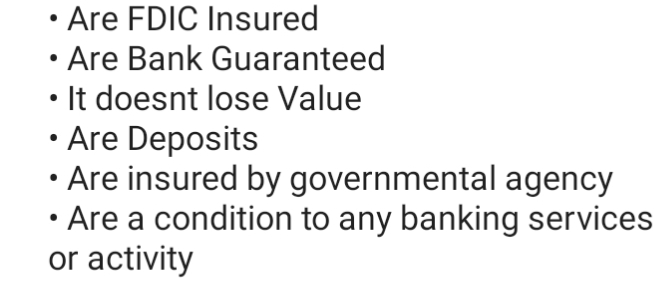 • Are FDIC Insured
• Are Bank Guaranteed
• It doesnt lose Value
• Are Deposits
• Are insured by governmental agency
• Are a condition to any banking services
or activity